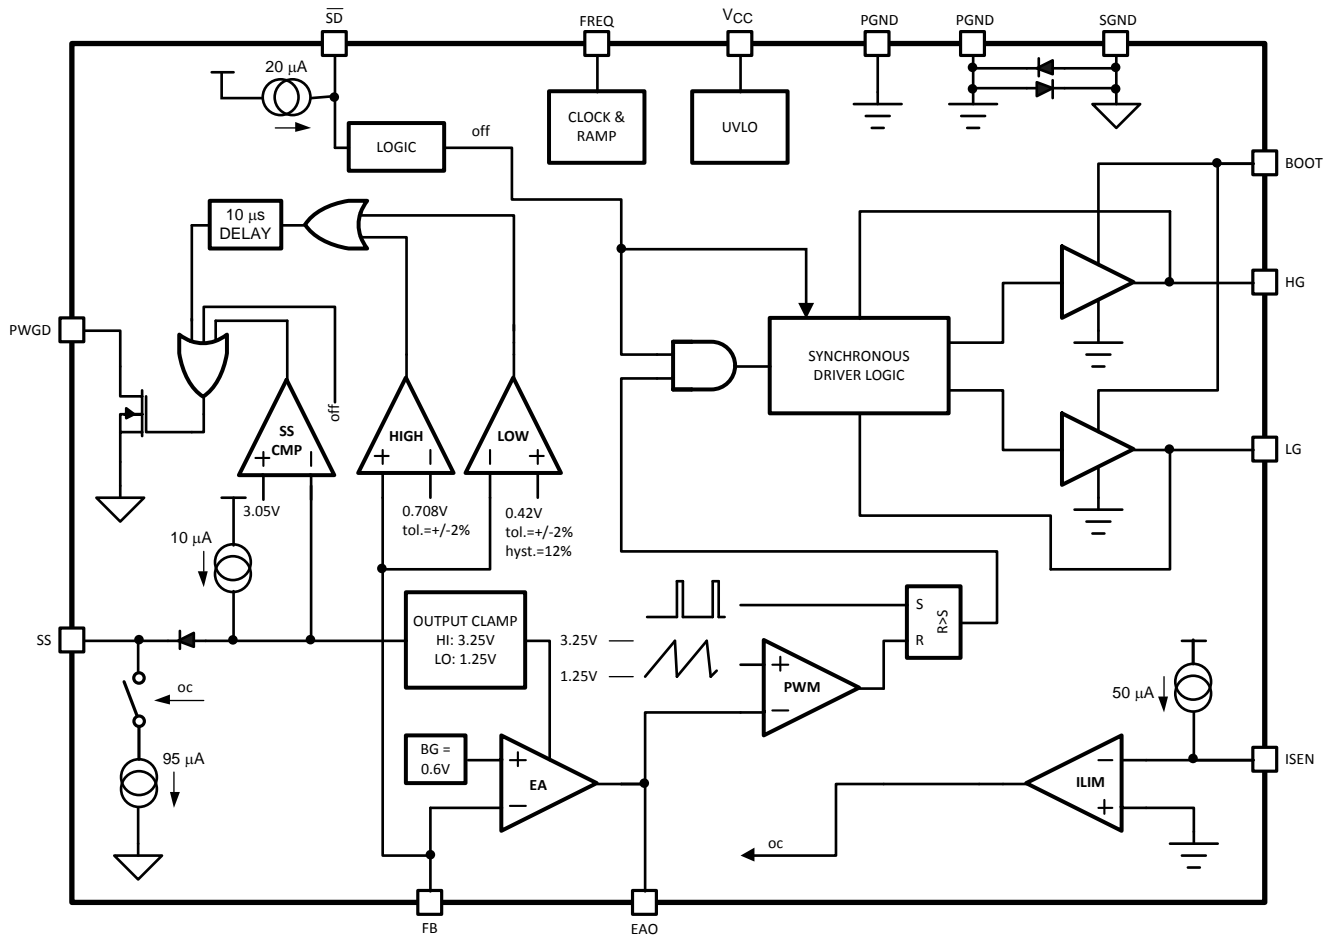 SD
FREQ
VCC
PGND
PGND
SGND
20 μA
CLOCK &
RAMP
UVLO
LOGIC
off
BOOT
10 μs
DELAY
HG
PWGD
SYNCHRONOUS
DRIVER LOGIC
off
SS
CMP
+ −
HIGH
+ −
LOW
− +
LG
3.05V
0.708V
tol.=+/-2%
0.42V
tol.=+/-2%
hyst.=12%
10 μA
SS
OUTPUT CLAMP
HI: 3.25V
LO: 1.25V
3.25V
1.25V
S
R
R>S
+
PWM
−
oc
50 μA
95 μA
BG =
0.6V
+
EA
−
−
ILIM
+
ISEN
oc
FB
EAO